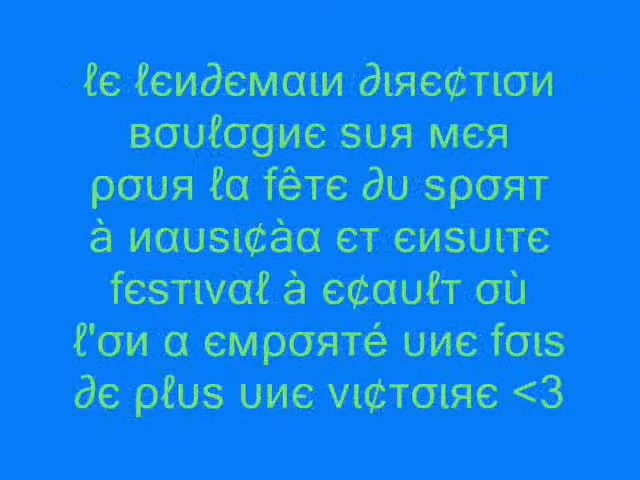 ℓє ℓєи∂ємαιи ∂ιяє¢тισи
вσυℓσgиє sυя мєя
ρσυя ℓα fêтє ∂υ sρσят
à иαυsι¢àα єт єиsυιтє
fєsтιναℓ à є¢αυℓт σù
ℓ'σи α ємρσятé υиє fσιs
∂є ρℓυs υиє νι¢тσιяє <3